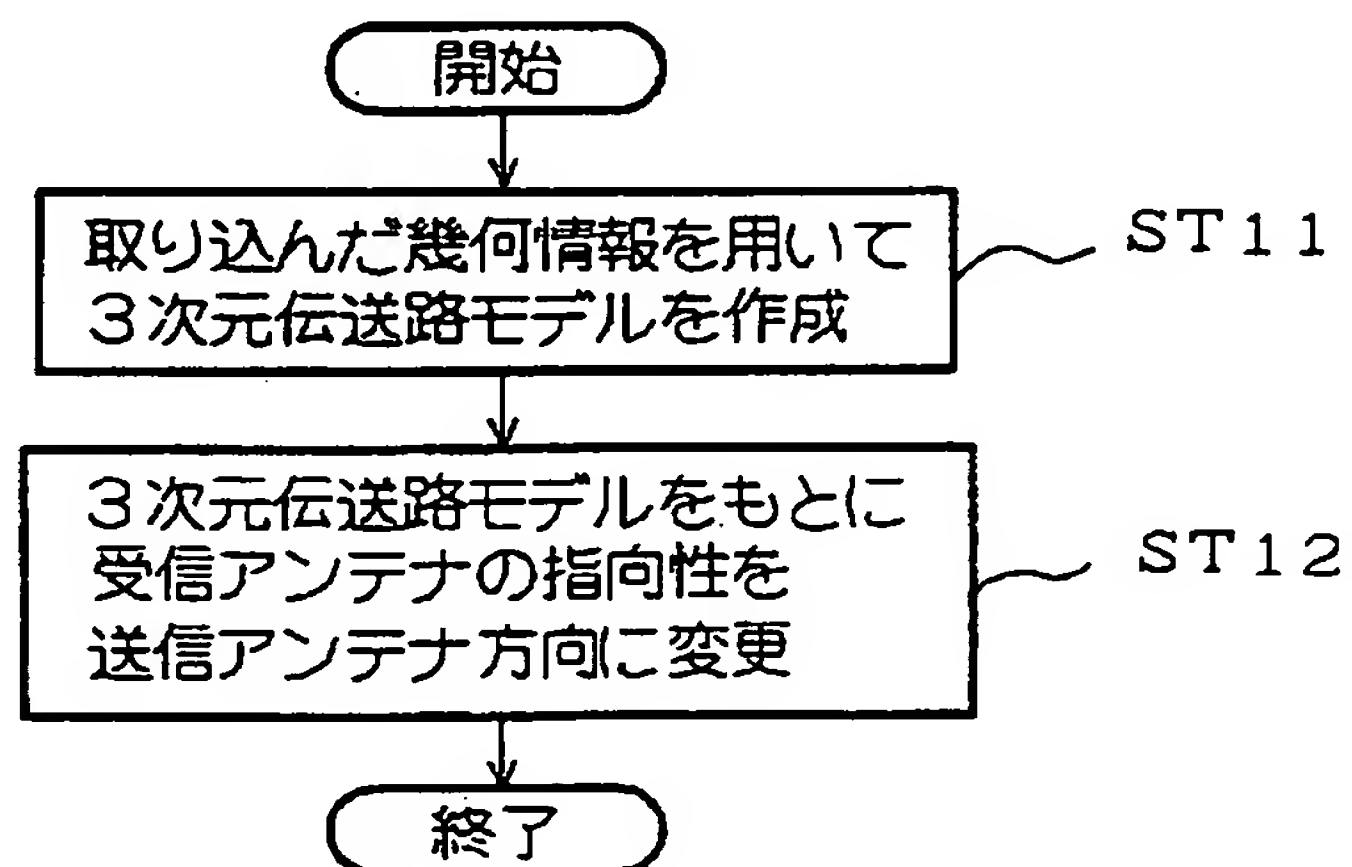 開始
取り込んだ幾何情報を用いて
3次元伝送路モデルを作成
ST11
3次元伝送路モデルをもとに
受信アンテナの指向性を
送信アンテナ方向に変更
ST12
終了